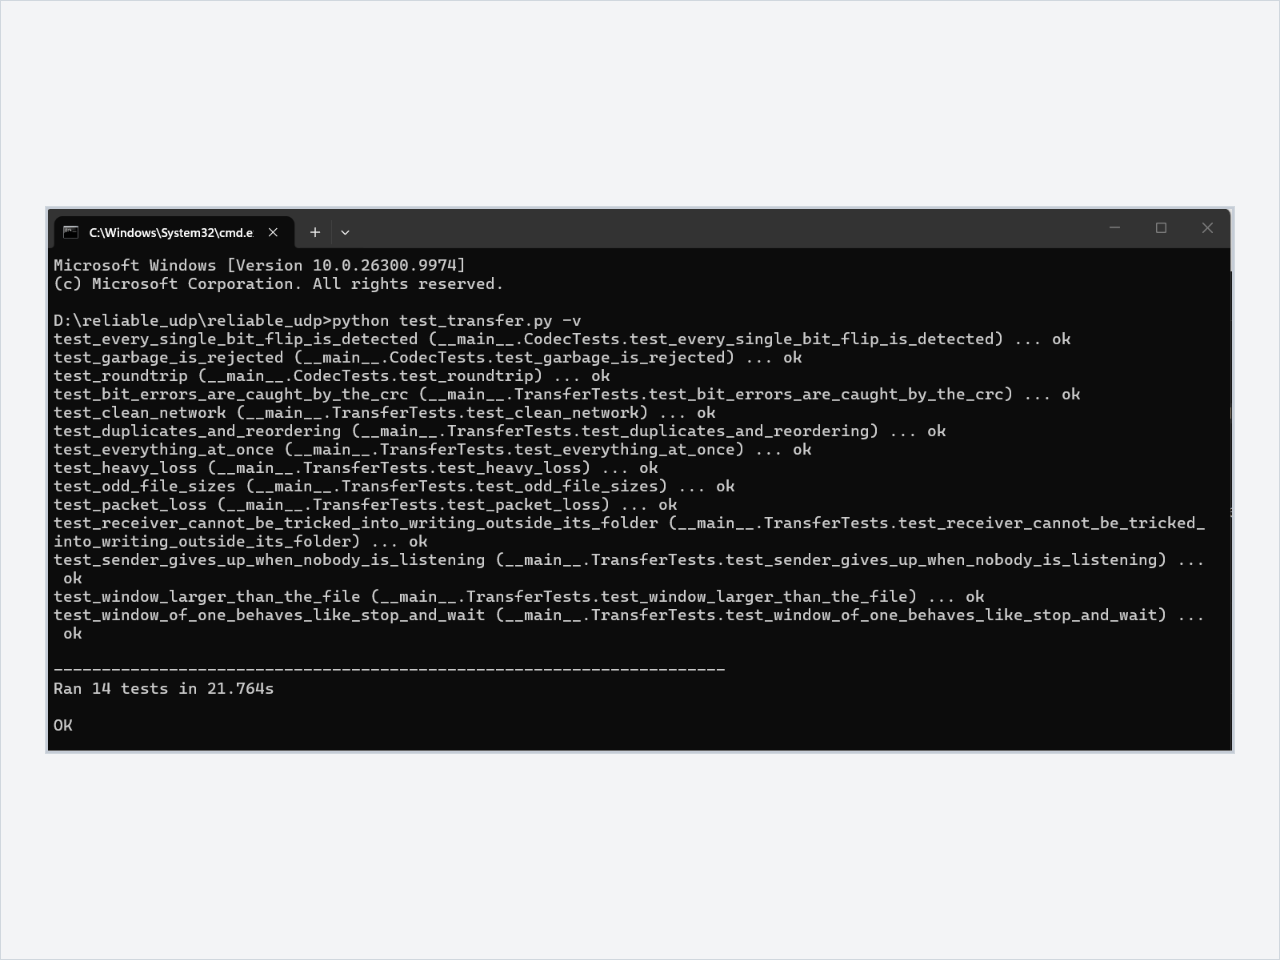 C:\Windows\System32\cmd.e
Microsoft Windows [Version 10.0.26300.9974]
(c) Microsoft Corporation. All rights reserved.
D:\reliable_udp\reliable_udp>python test_transfer.py -v
test_every_single_bit_flip_is_detected (__main__.CodecTests.test_every_single_bit_flip_is_detected) ... ok
test_garbage_is_rejected (__main__.CodecTests.test_garbage_is_rejected) ... ok
test_roundtrip (__main__.CodecTests.test_roundtrip) ... ok
test_bit_errors_are_caught_by_the_crc (__main__.TransferTests.test_bit_errors_are_caught_by_the_crc) ... ok
test_clean_network (__main__.TransferTests.test_clean_network) ... ok
test_duplicates_and_reordering (__main__.TransferTests.test_duplicates_and_reordering) ... ok
test_everything_at_once (__main__.TransferTests.test_everything_at_once) ... ok
test_heavy_loss (__main__.TransferTests.test_heavy_loss) ... ok
test_odd_file_sizes (__main__.TransferTests.test_odd_file_sizes) ... ok
test_packet_loss (__main__.TransferTests.test_packet_loss) ... ok
test_receiver_cannot_be_tricked_into_writing_outside_its_folder (__main__.TransferTests.test_receiver_cannot_be_tricked_
into_writing_outside_its_folder) ... ok
test_sender_gives_up_when_nobody_is_listening (__main__.TransferTests.test_sender_gives_up_when_nobody_is_listening) ...
ok
test_window_larger_than_the_file (__main__.TransferTests.test_window_larger_than_the_file) ... ok
test_window_of_one_behaves_like_stop_and_wait (__main__.TransferTests.test_window_of_one_behaves_like_stop_and_wait) ...
ok
----------------------------------------------------------------------
Ran 14 tests in 21.764s
OK